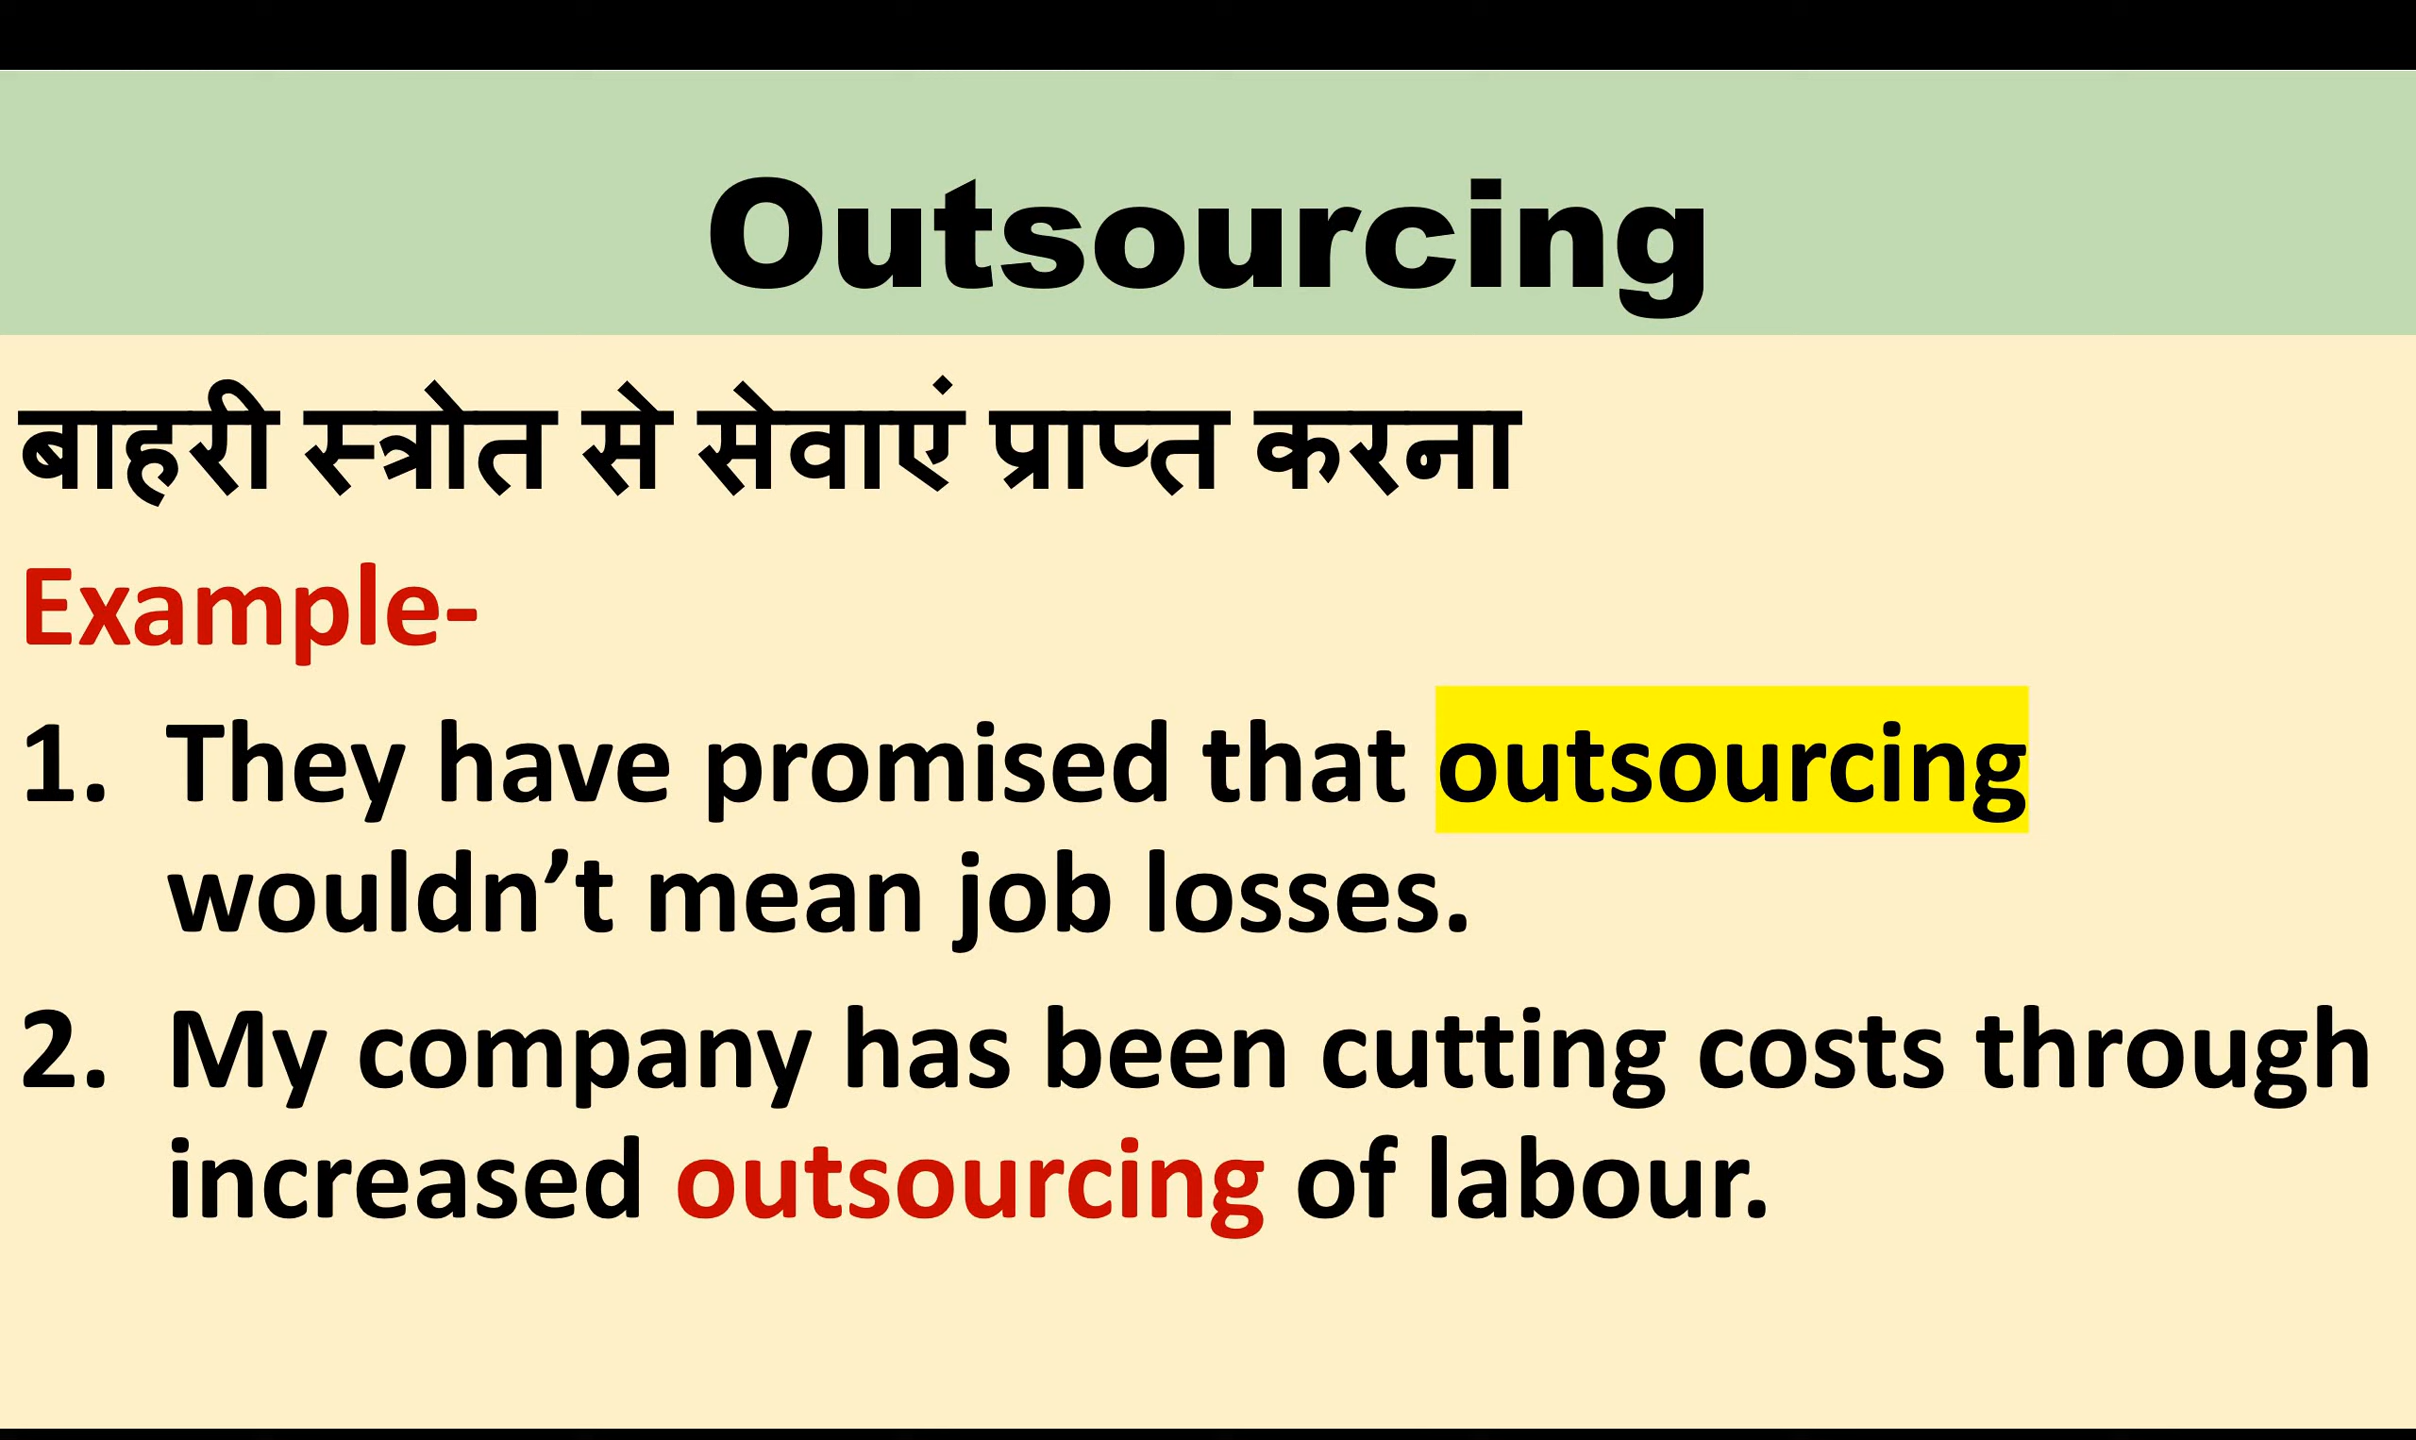 Outsourcing
बाहरी स्त्रोत से सेवाएं प्राप्त करना
Example-
1. They have promised that outsourcing
wouldn’t mean job losses.
2. My company has been cutting costs through
increased outsourcing of labour.